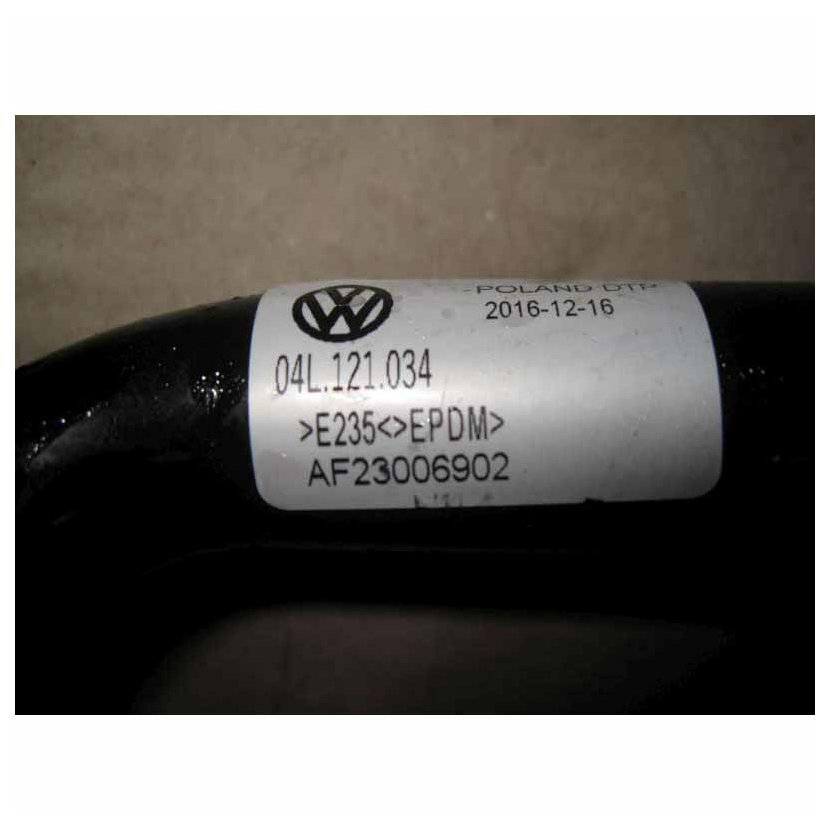 -POLAND DTP-
2016-12-16
04L.121.034
>E235<>EPDM>
AF23006902